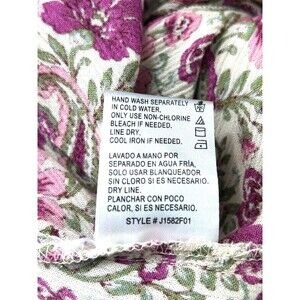 HAND WASH SEPARATELY
IN COLD WATER,
ONLY USE NON-CHLORINE
BLEACH IF NEEDED.
LINE DRY.
COOL IRON IF NEEDED.
LAVADO A MANO POR
SEPARADO EN AGUA FRÍA,
SOLO USAR BLANQUEADOR
SIN CLORO SI ES NECESARIO.
DRY LINE.
PLANCHAR CON POCO
CALOR, SI ES NECESARIO.
STYLE # J1582F01